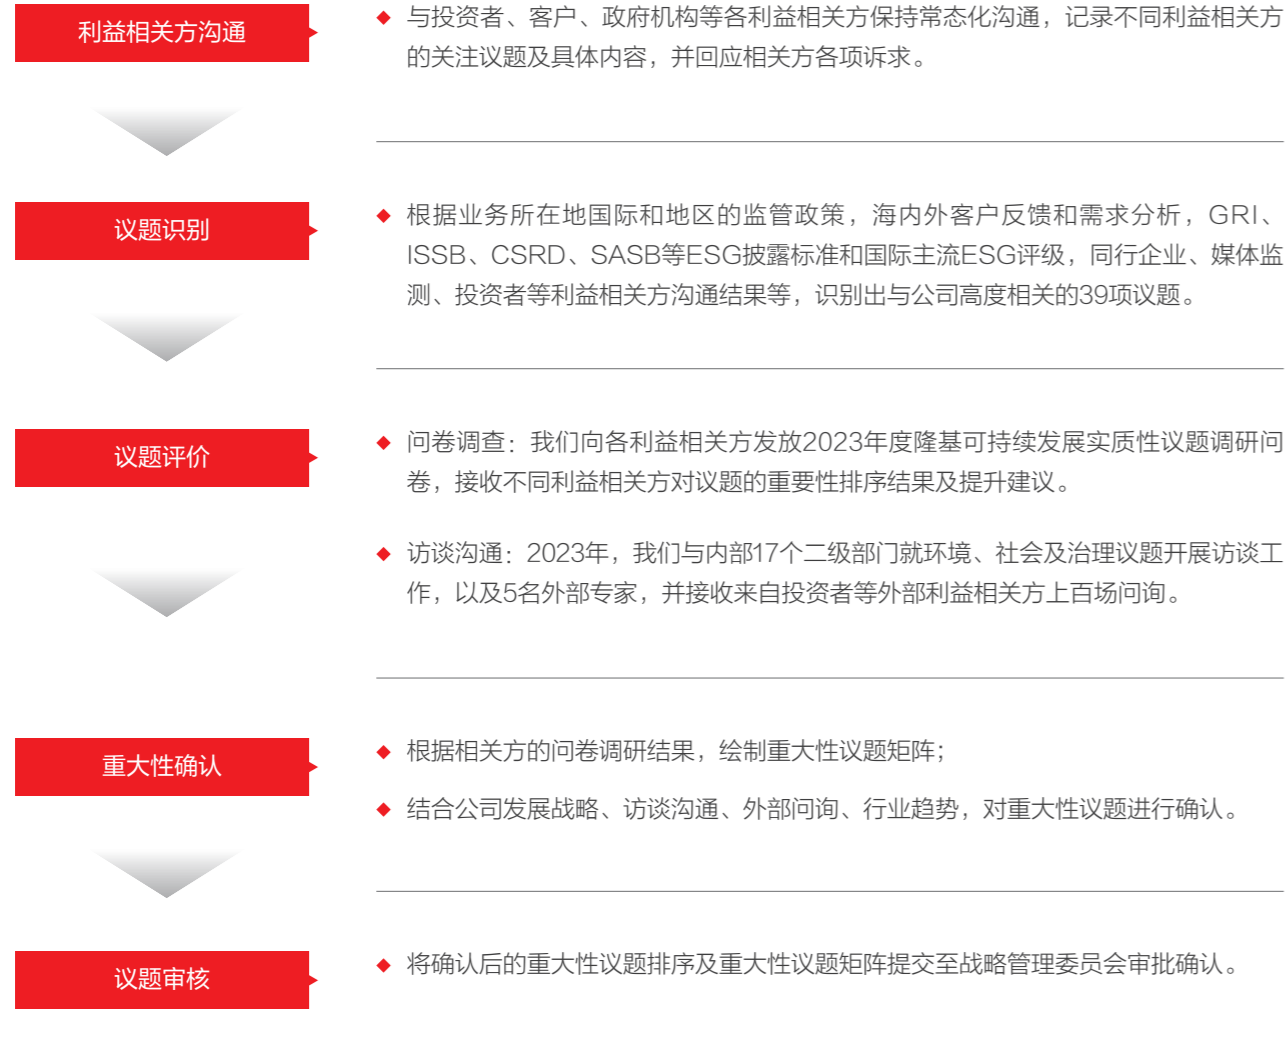 利益相关方沟通
◆ 与投资者、客户、政府机构等各利益相关方保持常态化沟通，记录不同利益相关方
的关注议题及具体内容，并回应相关方各项诉求。
议题识别
◆ 根据业务所在地国际和地区的监管政策，海内外客户反馈和需求分析，GRI、
ISSB、CSRD、SASB等ESG披露标准和国际主流ESG评级，同行企业、媒体监
测、投资者等利益相关方沟通结果等，识别出与公司高度相关的39项议题。
议题评价
◆ 问卷调查：我们向各利益相关方发放2023年度隆基可持续发展实质性议题调研问
卷，接收不同利益相关方对议题的重要性排序结果及提升建议。
◆ 访谈沟通：2023年，我们与内部17个二级部门就环境、社会及治理议题开展访谈工
作，以及5名外部专家，并接收来自投资者等外部利益相关方上百场问询。
重大性确认
◆ 根据相关方的问卷调研结果，绘制重大性议题矩阵；
◆ 结合公司发展战略、访谈沟通、外部问询、行业趋势，对重大性议题进行确认。
议题审核
◆ 将确认后的重大性议题排序及重大性议题矩阵提交至战略管理委员会审批确认。